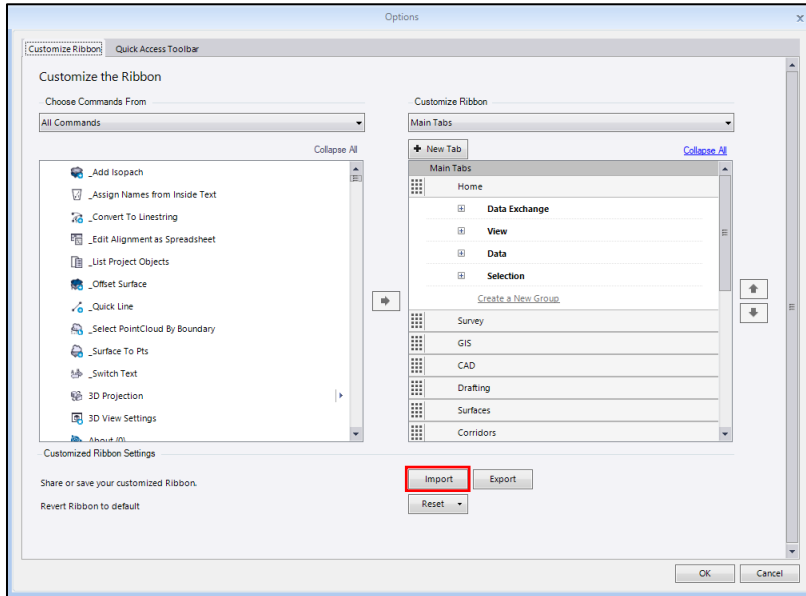 Options
x
Customize Ribbon
Quick Access Toolbar
Customize the Ribbon
Choose Commands From
All Commands
Collapse All
_Add Isopach
_Assign Names from Inside Text
_Convert To Linestring
_Edit Alignment as Spreadsheet
_List Project Objects
_Offset Surface
_Quick Line
_Select PointCloud By Boundary
_Surface To Pts
_Switch Text
3D Projection
3D View Settings
About (0)
Customize Ribbon
Main Tabs
+ New Tab
Collapse All
Main Tabs
Home
Data Exchange
View
Data
Selection
Create a New Group
Survey
GIS
CAD
Drafting
Surfaces
Corridors
Customized Ribbon Settings
Share or save your customized Ribbon.
Import
Export
Revert Ribbon to default
Reset
OK
Cancel